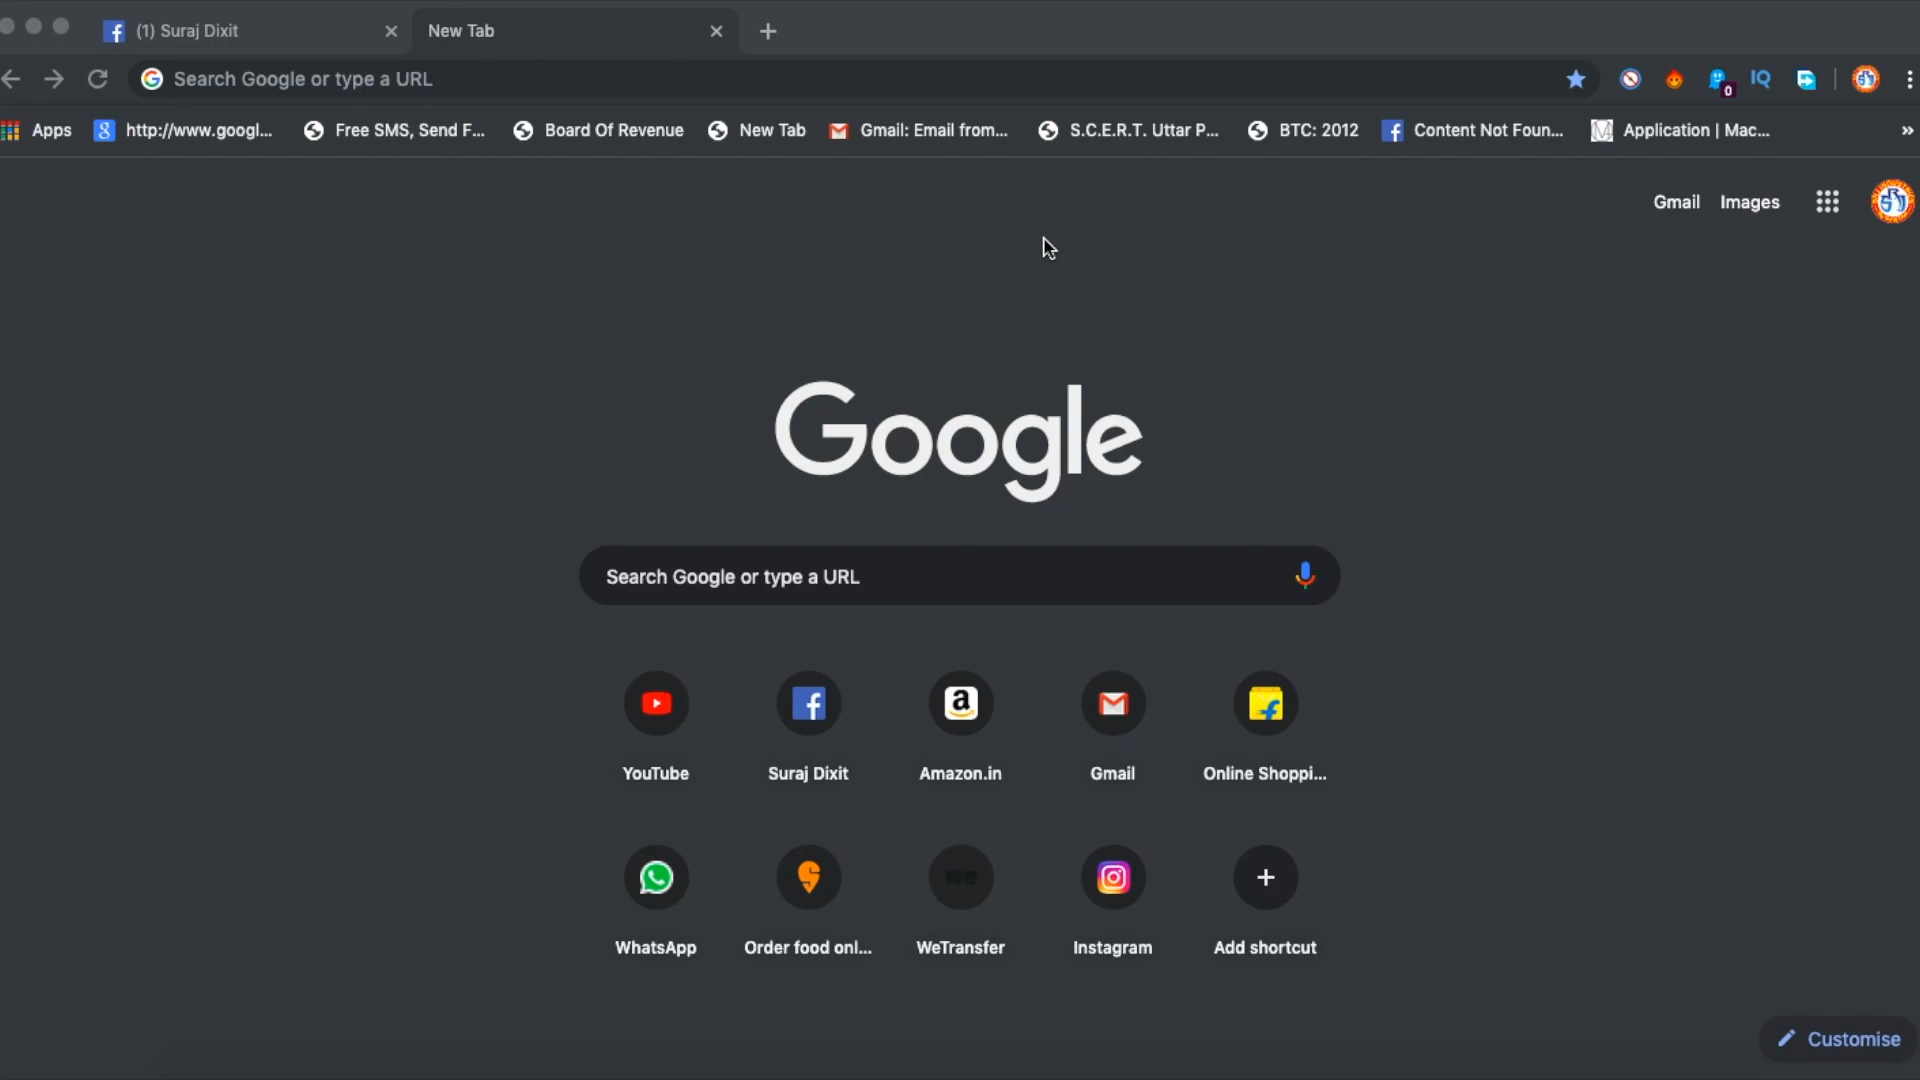 (1) Suraj Dixit
New Tab
Search Google or type a URL
0
IQ
Apps
http://www.googl...
Free SMS, Send F...
Board Of Revenue
New Tab
Gmail: Email from...
S.C.E.R.T. Uttar P...
BTC: 2012
Content Not Foun...
Application | Mac...
Gmail
Images
Google
Search Google or type a URL
YouTube
Suraj Dixit
Amazon.in
Gmail
Online Shoppi...
WhatsApp
Order food onl...
WeTransfer
Instagram
Add shortcut
Customise